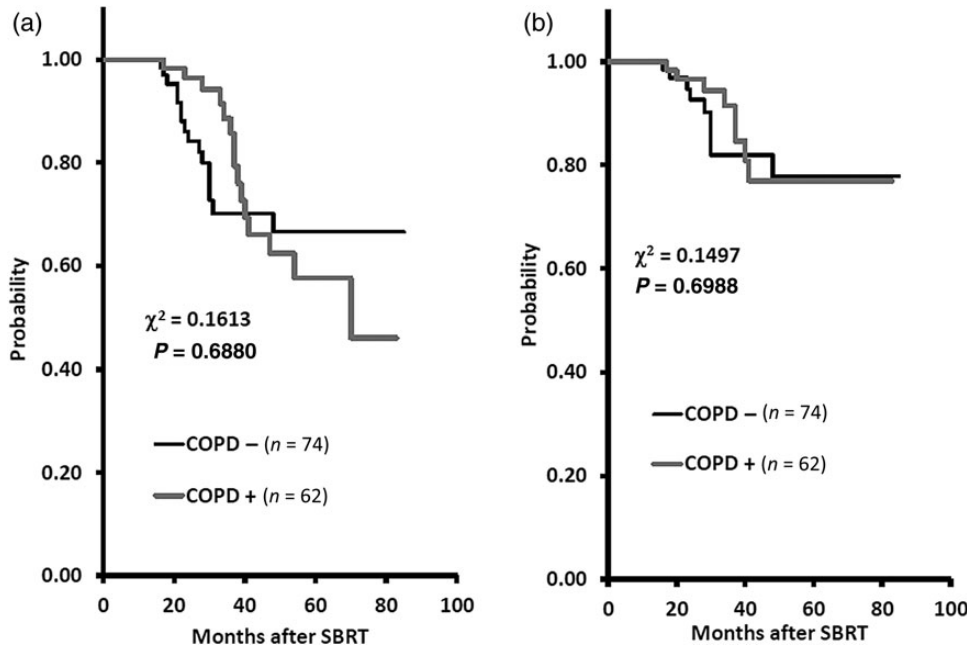 (a)
Probability
1.00
0.80
0.60
0.40
0.20
0.00
χ² = 0.1613
P = 0.6880
COPD – (n = 74)
COPD + (n = 62)
0 20 40 60 80 100
Months after SBRT
(b)
Probability
1.00
0.80
0.60
0.40
0.20
0.00
χ² = 0.1497
P = 0.6988
COPD – (n = 74)
COPD + (n = 62)
0 20 40 60 80 100
Months after SBRT